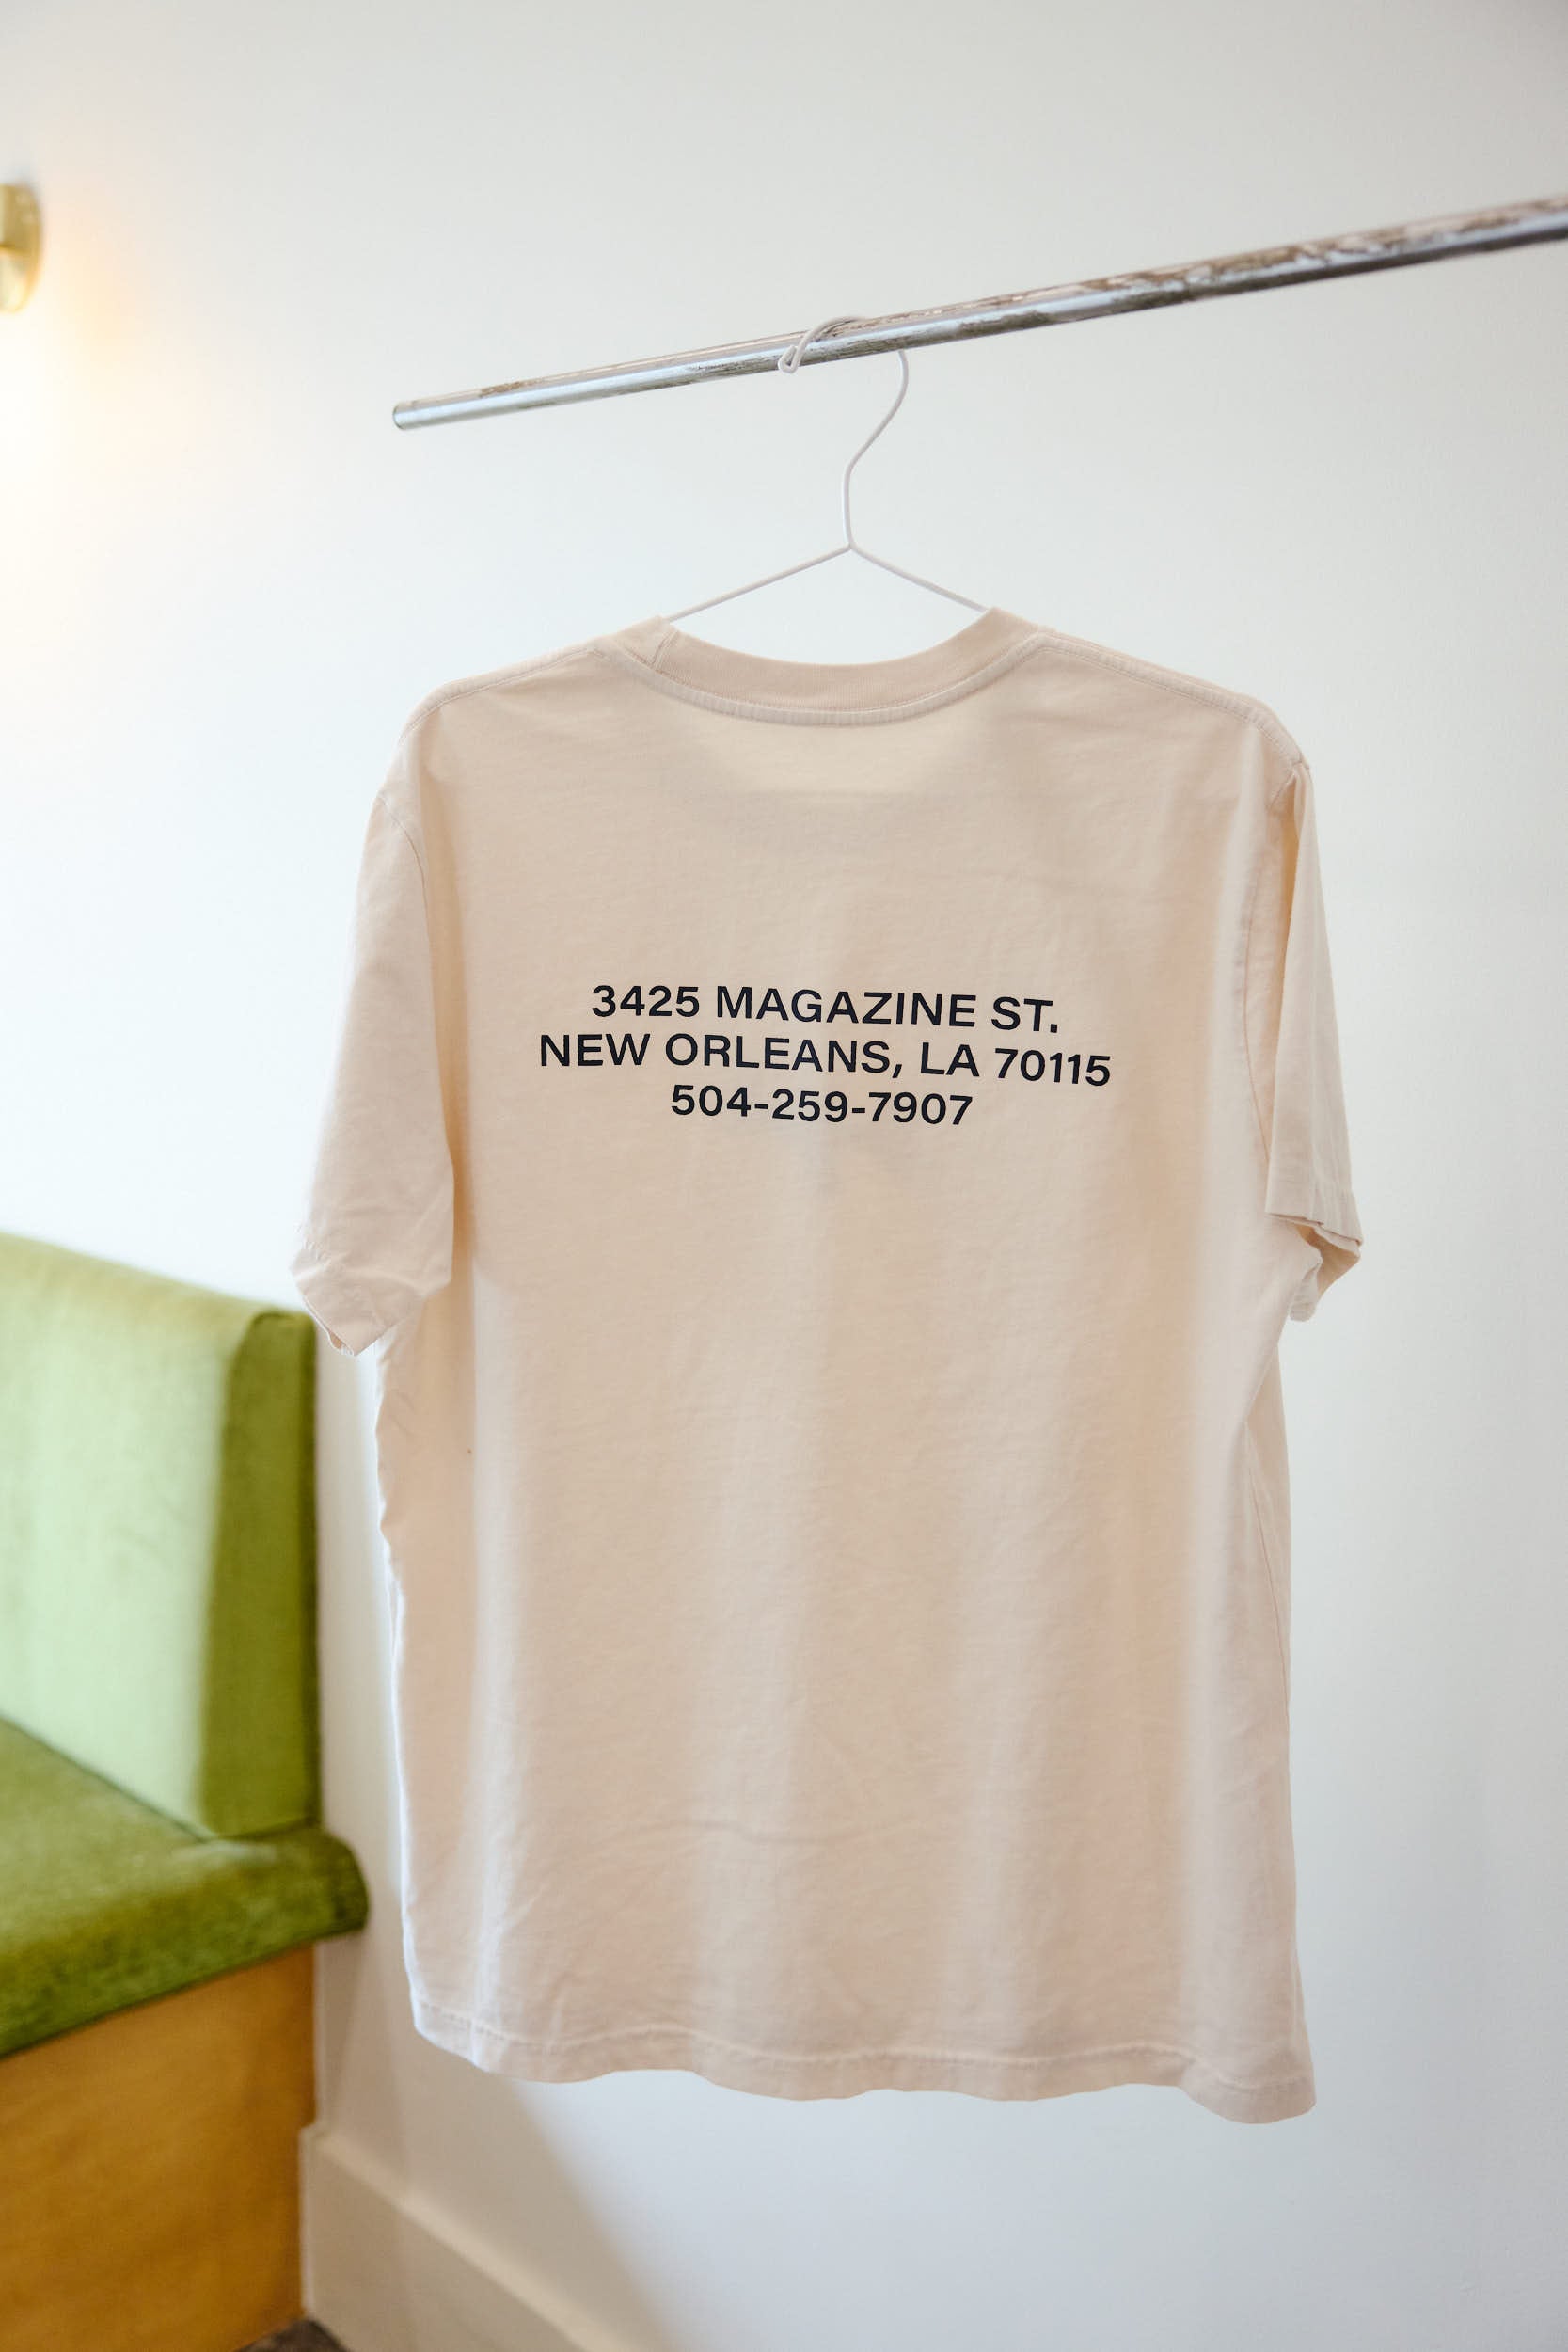 3425 MAGAZINE ST.
NEW ORLEANS, LA 70115
504-259-7907